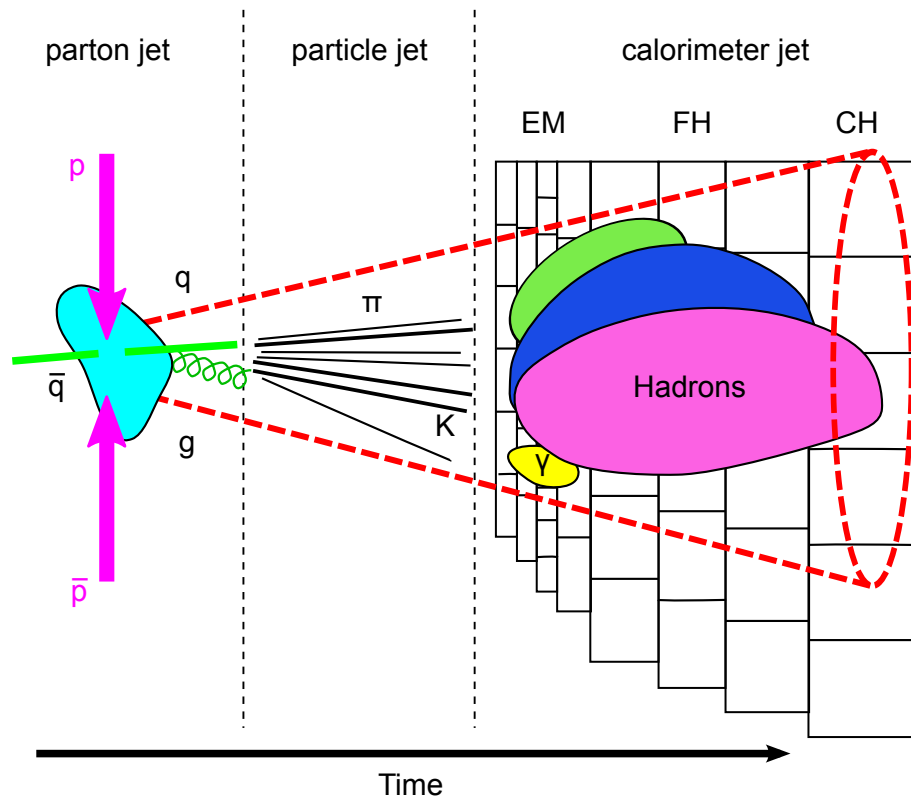 parton jet
particle jet
calorimeter jet
EM
FH
CH
p
q
π
q̅
Hadrons
K
g
γ
p̅
Time